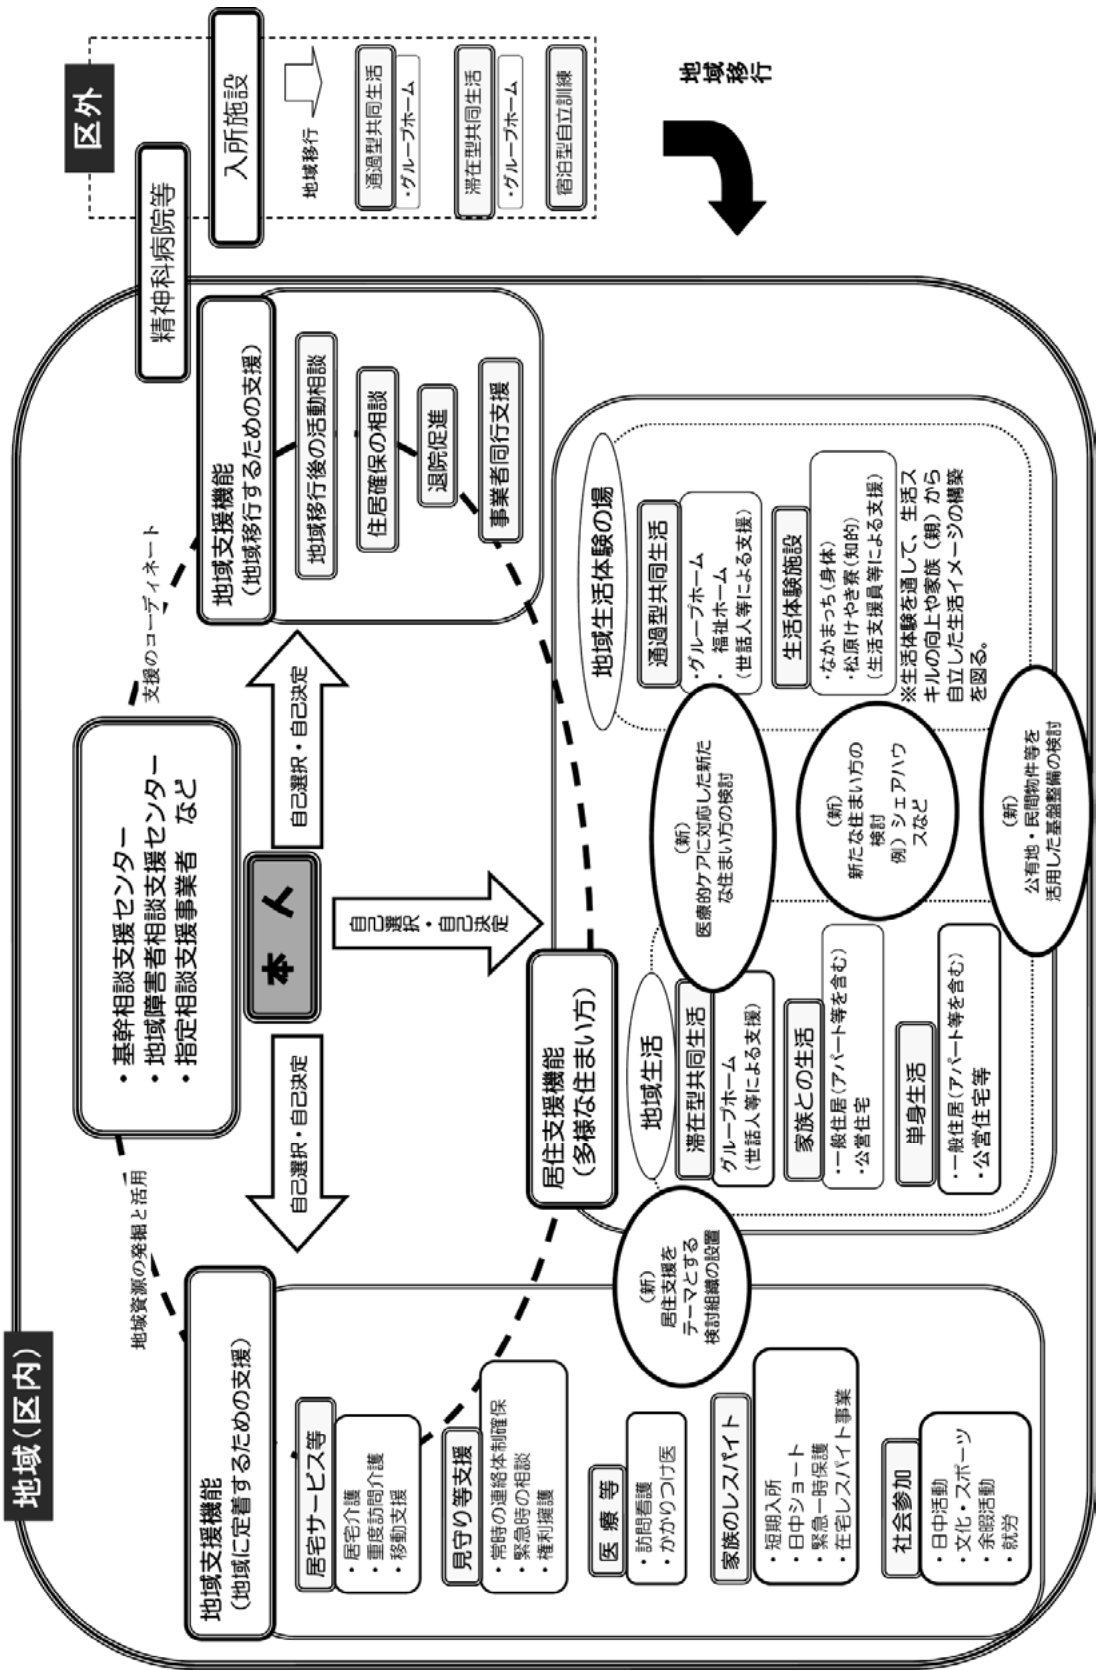 地域(区内)
・基幹相談支援センター
・地域障害者相談支援センター
・指定相談支援事業者　など
地域資源の発掘と活用
支援のコーディネート
本人
自己選択・自己決定
自己選択・自己決定
自己選択・自己決定
地域支援機能
(地域に定着するための支援)
居宅サービス等
・居宅介護
・重度訪問介護
・移動支援
見守り等支援
・常時の連絡体制確保
・緊急時の相談
・権利擁護
医療等
・訪問看護
・かかりつけ医
家族のレスパイト
・短期入所
・日中ショート
・緊急一時保護
・在宅レスパイト事業
社会参加
・日中活動
・文化・スポーツ
・余暇活動
・就労
居住支援機能
(多様な住まい方)
地域生活
滞在型共同生活
グループホーム
(世話人等による支援)
家族との生活
・一般住居(アパート等を含む)
・公営住宅
単身生活
・一般住居(アパート等を含む)
・公営住宅等
(新)
居住支援を
テーマとする
検討組織の設置
(新)
医療的ケアに対応した新た
な住まい方の検討
(新)
新たな住まい方の
検討
例）シェアハウ
スなど
(新)
公有地・民間物件等を
活用した基盤整備の検討
地域生活体験の場
通過型共同生活
・グループホーム
・福祉ホーム
(世話人等による支援)
生活体験施設
・なかまっち(身体)
・松原けやき寮(知的)
(生活支援員等による支援)
※生活体験を通して、生活ス
キルの向上や家族（親）から
自立した生活イメージの構築
を図る。
地域支援機能
(地域移行するための支援)
地域移行後の活動相談
住居確保の相談
退院促進
事業者同行支援
精神科病院等
区外
入所施設
地域移行
通過型共同生活
・グループホーム
滞在型共同生活
・グループホーム
宿泊型自立訓練
地域
移行